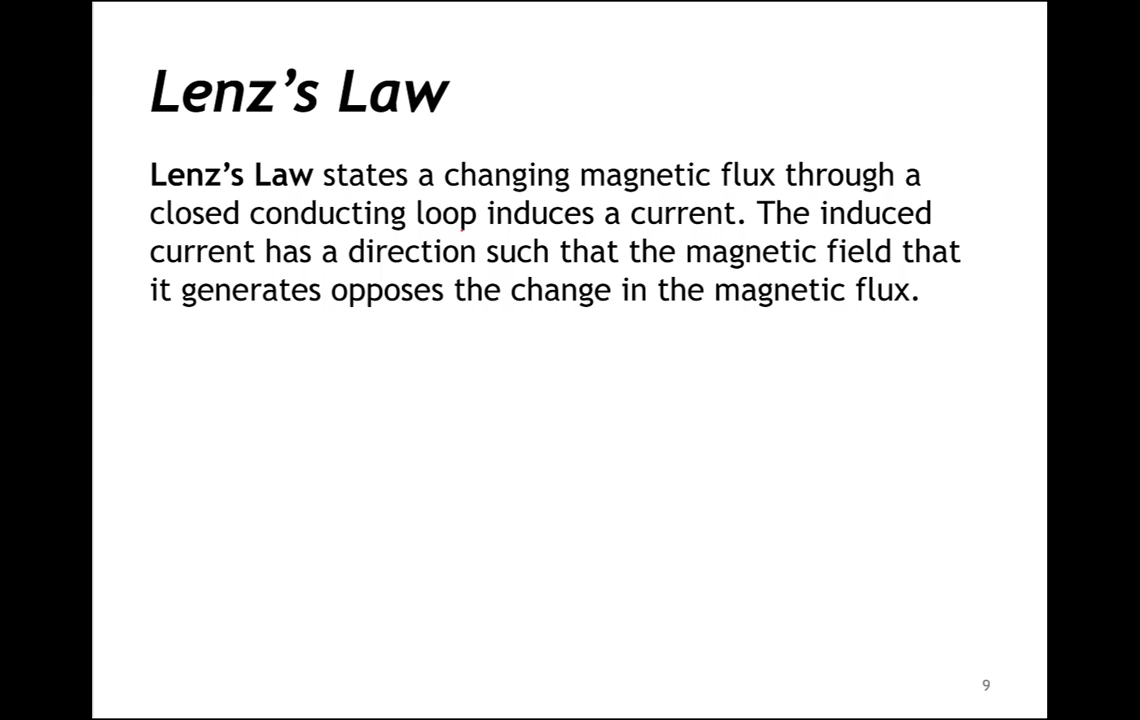 Lenz’s Law
Lenz’s Law states a changing magnetic flux through a
closed conducting loop induces a current. The induced
current has a direction such that the magnetic field that
it generates opposes the change in the magnetic flux.
9